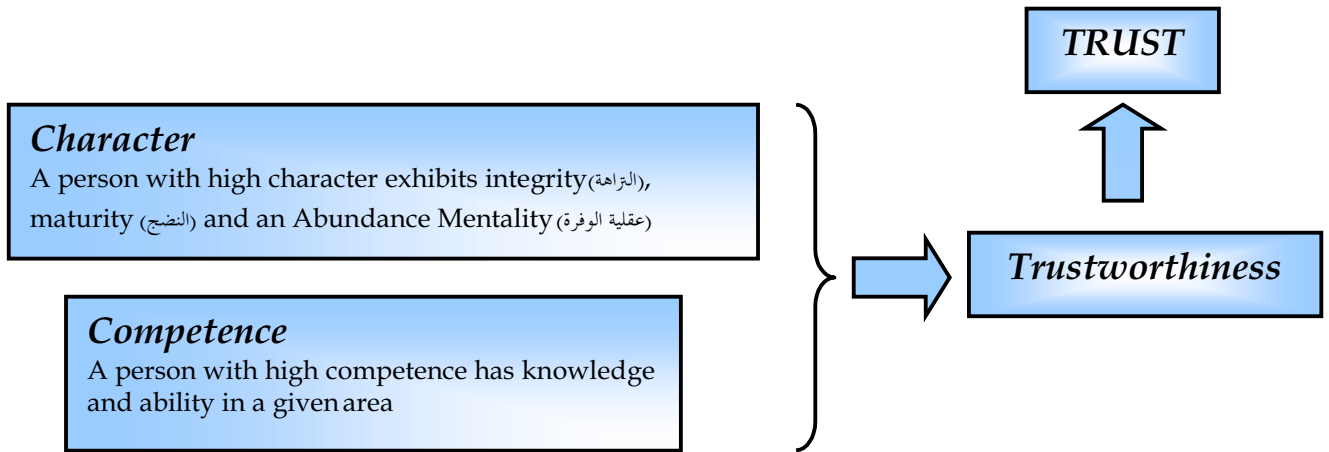 TRUST
Character
A person with high character exhibits integrity(النزاهة),
maturity (النضج) and an Abundance Mentality (عقلية الوفرة)
Trustworthiness
Competence
A person with high competence has knowledge
and ability in a given area